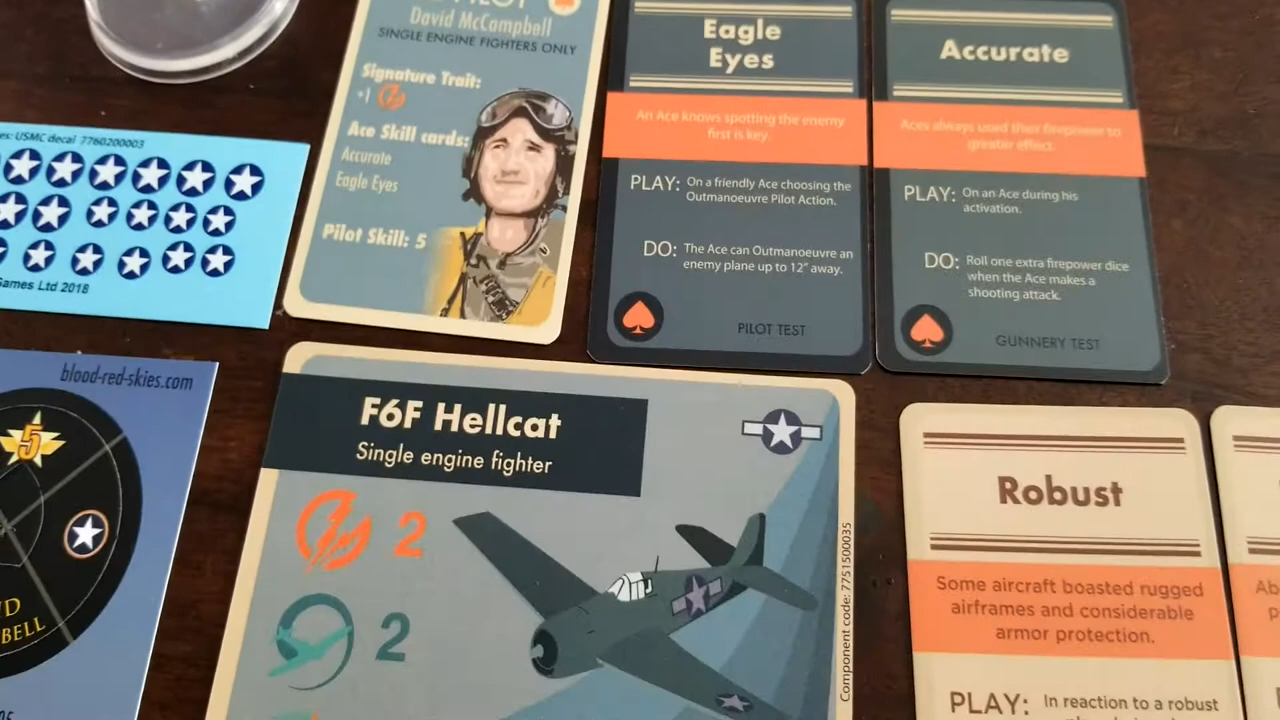 PILOT
David McCampbell
SINGLE ENGINE FIGHTERS ONLY
Signature Trait:
+1
Ace Skill cards:
Accurate
Eagle Eyes
Pilot Skill: 5
Eagle
Eyes
An Ace knows spotting the enemy
first is key.
PLAY: On a friendly Ace choosing the
Outmanoeuvre Pilot Action.
DO: The Ace can Outmanoeuvre an
enemy plane up to 12" away.
PILOT TEST
Accurate
Aces always used their firepower to
greater effect.
PLAY: On an Ace during his
activation.
DO: Roll one extra firepower dice
when the Ace makes a
shooting attack.
GUNNERY TEST
USMC decal 7760200003
Games Ltd 2018
blood-red-skies.com
5
BELL
F6F Hellcat
Single engine fighter
2
2
Component code: 7751500035
Robust
Some aircraft boasted rugged
airframes and considerable
armor protection.
PLAY: In reaction to a robust